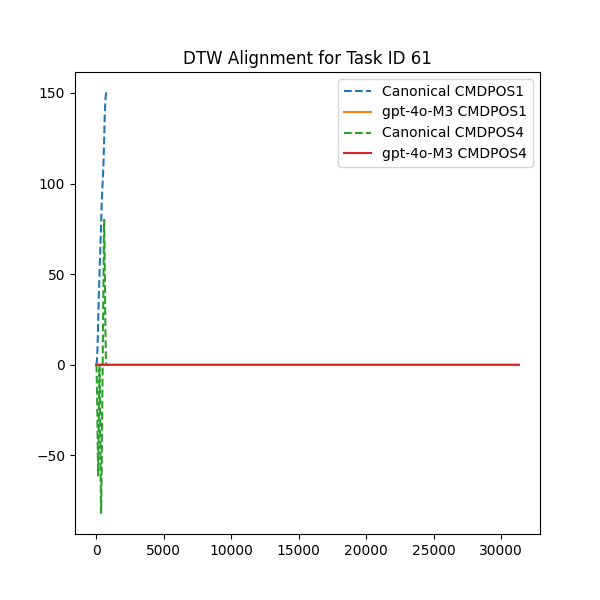 DTW Alignment for Task ID 61
Canonical CMDPOS1
gpt-4o-M3 CMDPOS1
Canonical CMDPOS4
gpt-4o-M3 CMDPOS4
150
100
50
0
−50
0 5000 10000 15000 20000 25000 30000